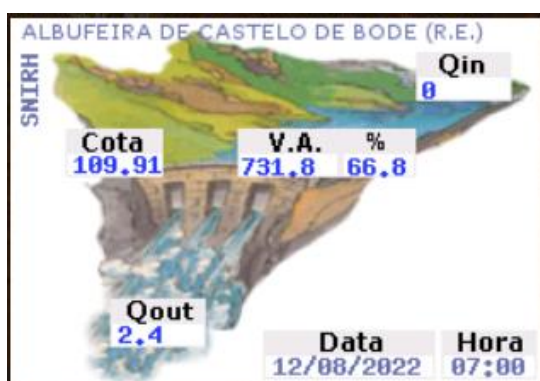 ALBUFEIRA DE CASTELO DE BODE (R.E.)
SNIRH
Qin
0
Cota
109.91
V.A.
731.8
%
66.8
Qout
2.4
Data
12/08/2022
Hora
07:00